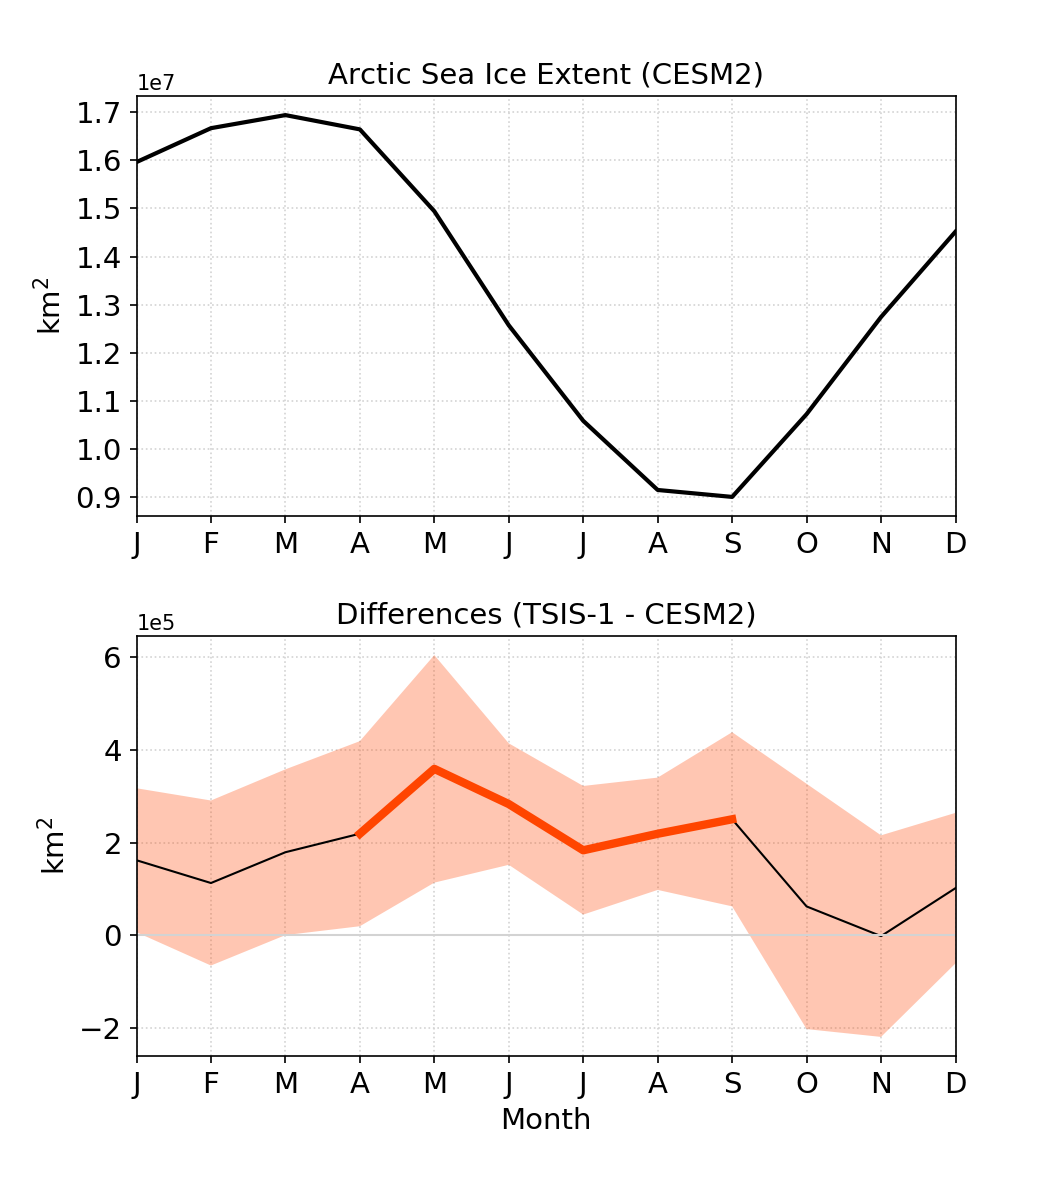 Arctic Sea Ice Extent (CESM2)
1e7
1.7
1.6
1.5
1.4
1.3
1.2
1.1
1.0
0.9
km²
J F M A M J J A S O N D
Differences (TSIS-1 - CESM2)
1e5
6
4
2
0
−2
km²
J F M A M J J A S O N D
Month